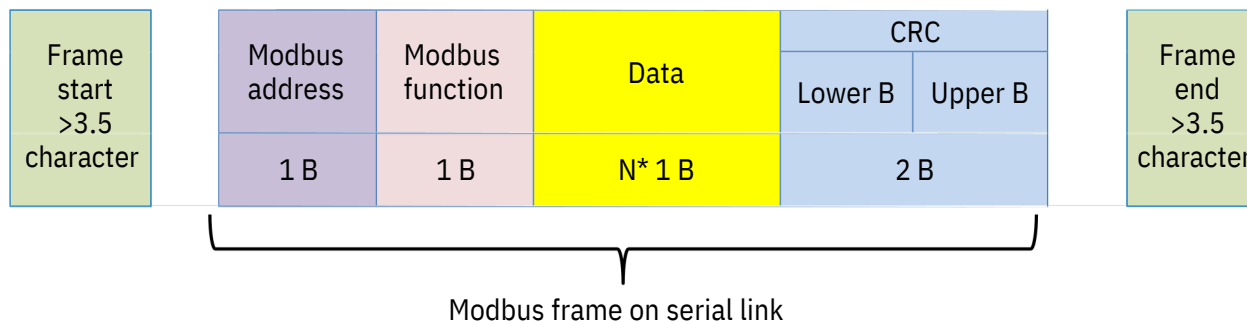 Frame
start
>3.5
character
Modbus
address
Modbus
function
Data
CRC
Lower B
Upper B
1 B
1 B
N* 1 B
2 B
Frame
end
>3.5
character
Modbus frame on serial link